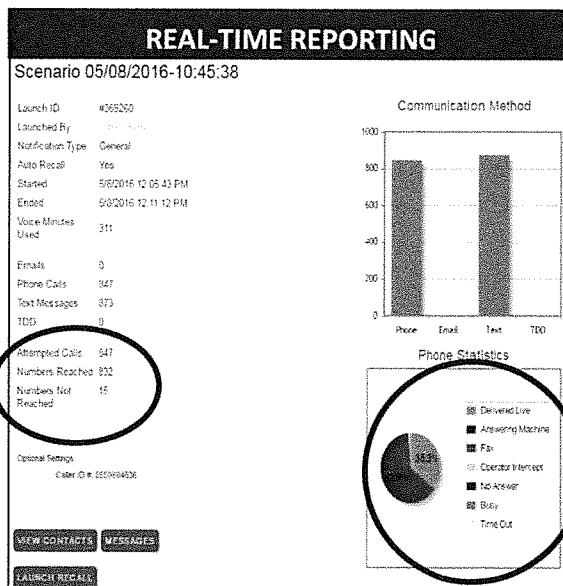 REAL-TIME REPORTING
Scenario 05/08/2016-10:45:38
Launch ID #365260
Launched By
Notification Type General
Auto Recall Yes
Started 5/8/2016 12:05:43 PM
Ended 5/8/2016 12:11:12 PM
Voice Minutes Used 311
Emails 0
Phone Calls 847
Text Messages 873
TDD 0
Attempted Calls 847
Numbers Reached 832
Numbers Not Reached 15
Optional Settings
Caller ID #:
VIEW CONTACTS MESSAGES
LAUNCH RECALL
Communication Method
1000
800
600
400
200
0
Phone Email Text TDD
Phone Statistics
Delivered Live
Answering Machine
Fax
Operator Intercept
No Answer
Busy
Time Out